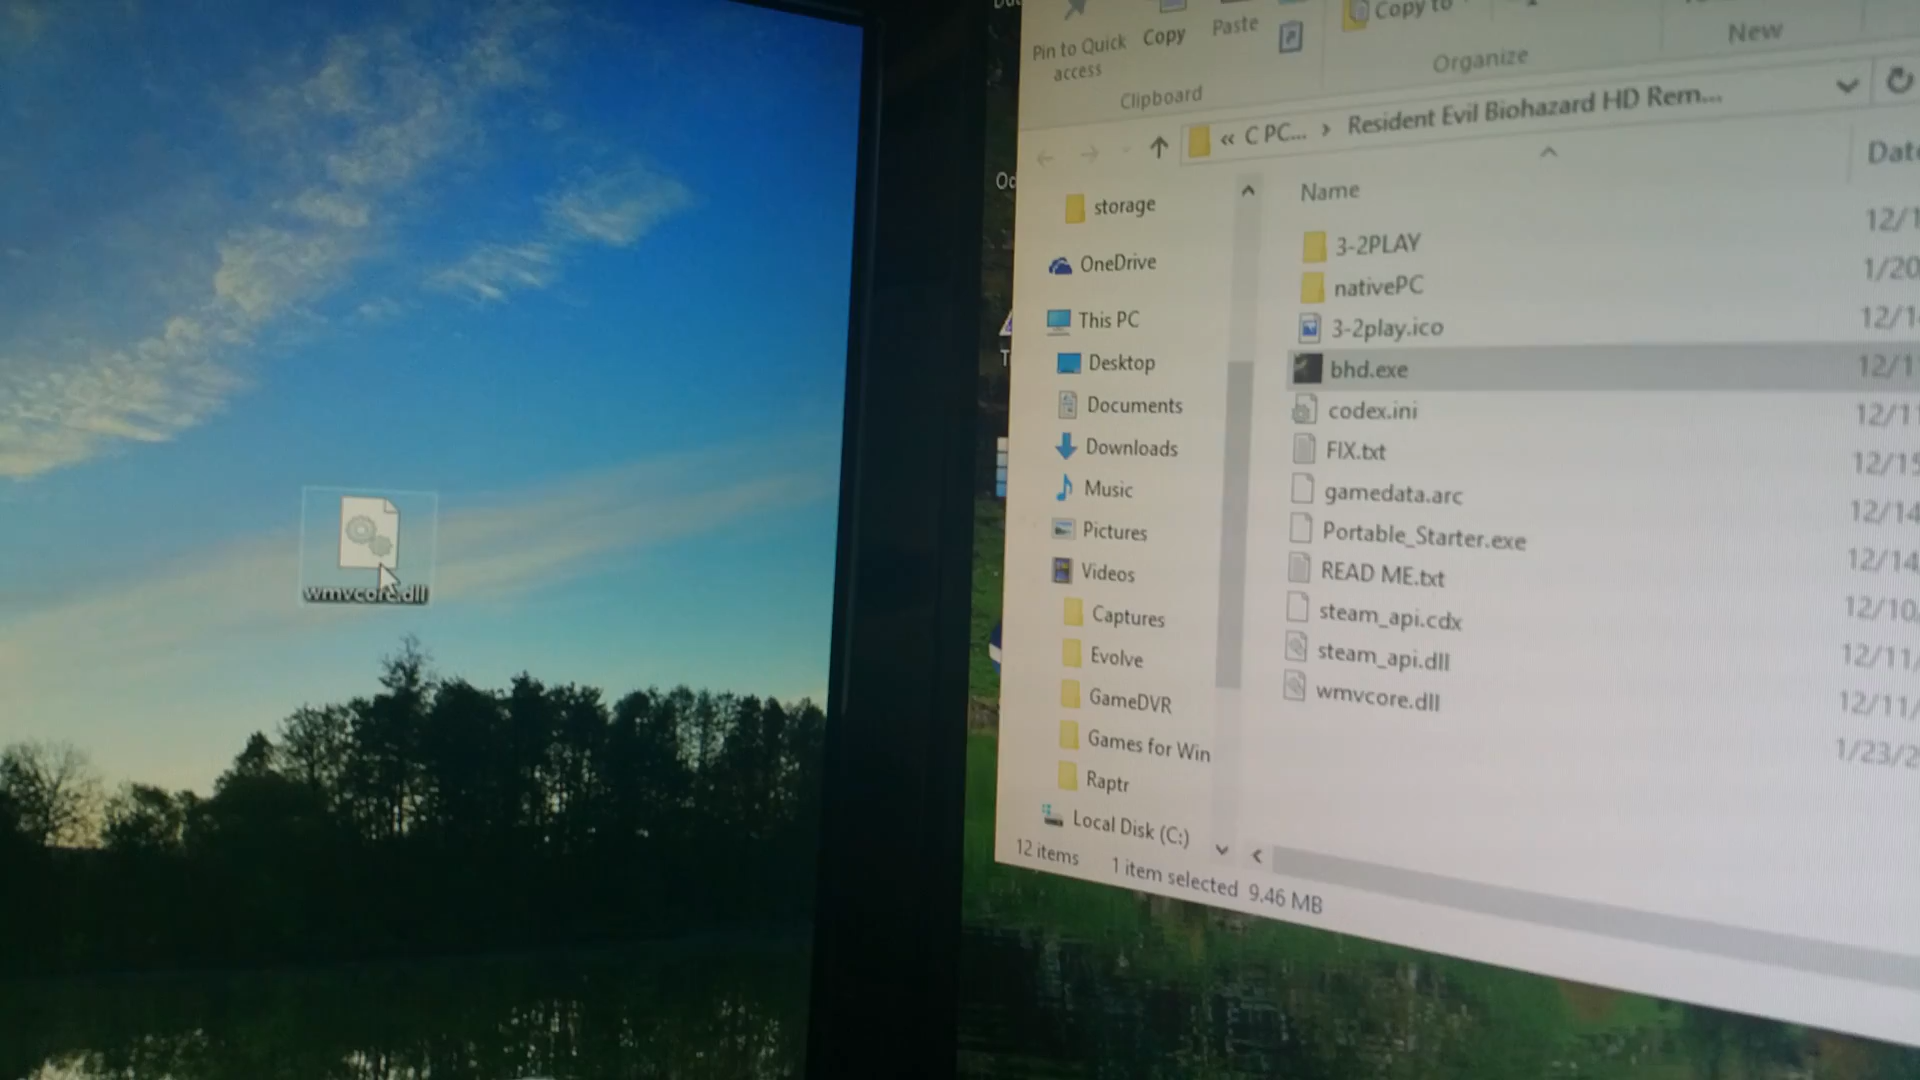 wmvcore.dll
Pin to Quick
access
Copy
Paste
Copy to
Clipboard
Organize
New
« C PC... › Resident Evil Biohazard HD Rem...
storage
OneDrive
This PC
Desktop
Documents
Downloads
Music
Pictures
Videos
Captures
Evolve
GameDVR
Games for Win
Raptr
Local Disk (C:)
Name
3-2PLAY
nativePC
3-2play.ico
bhd.exe
codex.ini
FIX.txt
gamedata.arc
Portable_Starter.exe
READ ME.txt
steam_api.cdx
steam_api.dll
wmvcore.dll
Date
12/1
1/20
12/1
12/1
12/11
12/15
12/14
12/14
12/10
12/11/
12/11/
1/23/2
12 items 1 item selected 9.46 MB